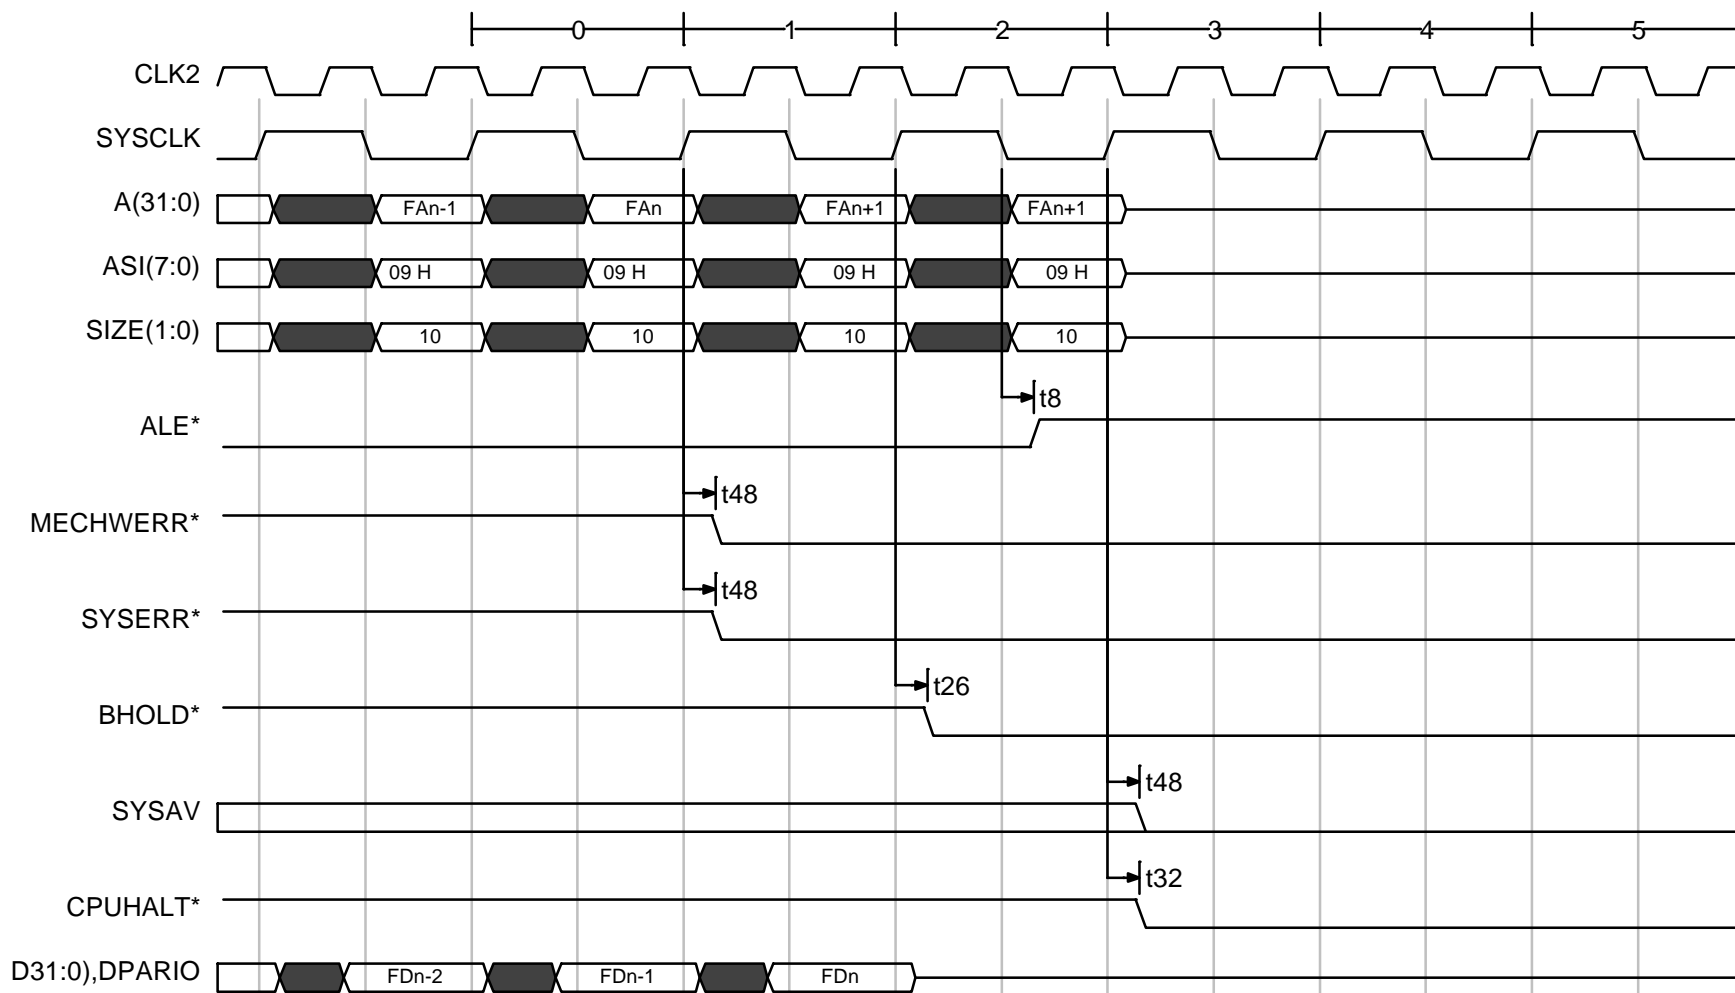 0 1 2 3 4 5
CLK2
SYSCLK
A(31:0) FAn-1 FAn FAn+1 FAn+1
ASI(7:0) 09 H 09 H 09 H 09 H
SIZE(1:0) 10 10 10 10
t8
ALE*
t48
MECHWERR*
t48
SYSERR*
t26
BHOLD*
t48
SYSAV
t32
CPUHALT*
D31:0),DPARIO FDn-2 FDn-1 FDn